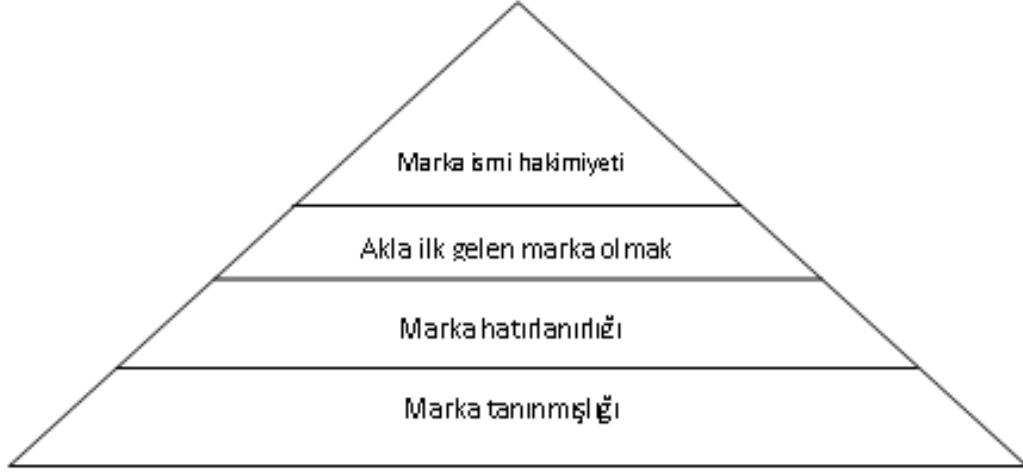 Marka ismi hakimiyeti
Akla ilk gelen marka olmak
Marka hatırlanırlığı
Marka tanınmışlığı